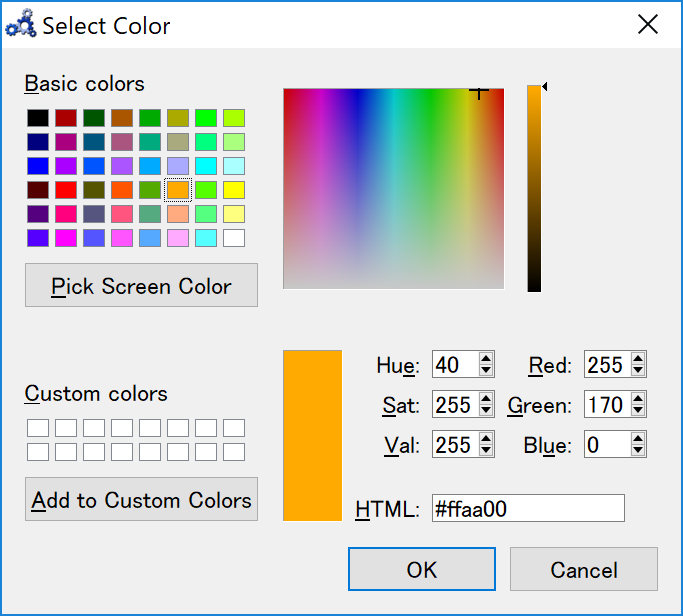 Select Color
Basic colors
Pick Screen Color
Custom colors
Add to Custom Colors
Hue: 40 Red: 255
Sat: 255 Green: 170
Val: 255 Blue: 0
HTML: #ffaa00
OK Cancel